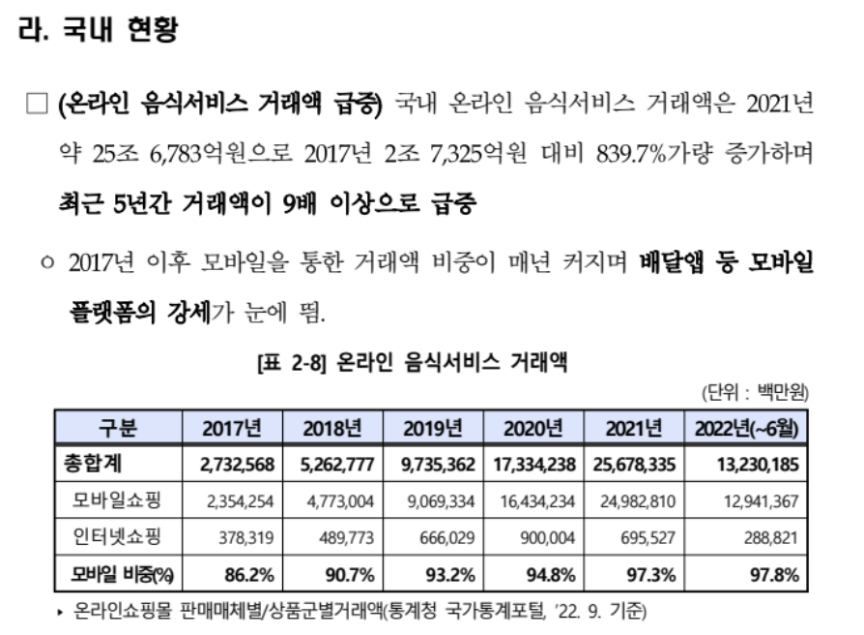 라. 국내 현황
□ (온라인 음식서비스 거래액 급증) 국내 온라인 음식서비스 거래액은 2021년
약 25조 6,783억원으로 2017년 2조 7,325억원 대비 839.7%가량 증가하며
최근 5년간 거래액이 9배 이상으로 급증
ㅇ 2017년 이후 모바일을 통한 거래액 비중이 매년 커지며 배달앱 등 모바일
플랫폼의 강세가 눈에 띔.
[표 2-8] 온라인 음식서비스 거래액
(단위 : 백만원)
구분 2017년 2018년 2019년 2020년 2021년 2022년(~6월)
총합계 2,732,568 5,262,777 9,735,362 17,334,238 25,678,335 13,230,185
모바일쇼핑 2,354,254 4,773,004 9,069,334 16,434,234 24,982,810 12,941,367
인터넷쇼핑 378,319 489,773 666,029 900,004 695,527 288,821
모바일 비중(%) 86.2% 90.7% 93.2% 94.8% 97.3% 97.8%
‣ 온라인쇼핑몰 판매매체별/상품군별거래액(통계청 국가통계포털, '22. 9. 기준)